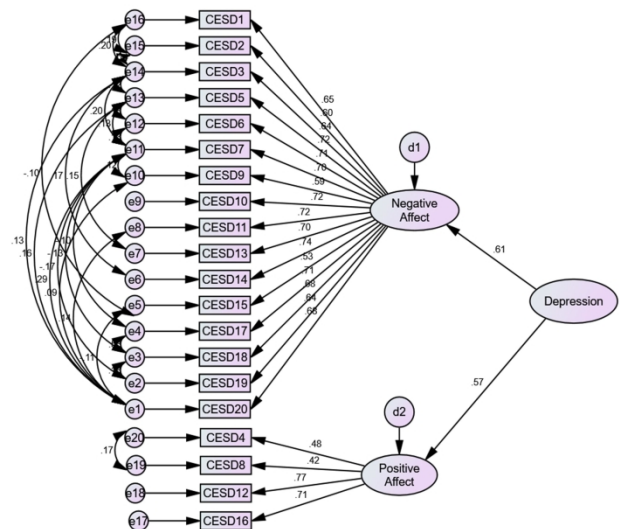 e16 CESD1
e15 CESD2
e14 CESD3
e13 CESD5
e12 CESD6
e11 CESD7
e10 CESD9
e9 CESD10
e8 CESD11
e7 CESD13
e6 CESD14
e5 CESD15
e4 CESD17
e3 CESD18
e2 CESD19
e1 CESD20
e20 CESD4
e19 CESD8
e18 CESD12
e17 CESD16
.65
.60
.64
.72
.71
.59
.72
.72
.70
.74
.53
.71
.64
d1
Negative
Affect
.61
Depression
.57
d2
Positive
Affect
.48
.42
.77
.71
.17
.20
.20
-.10
.17
.15
.13
.16
-.17
.09
.14